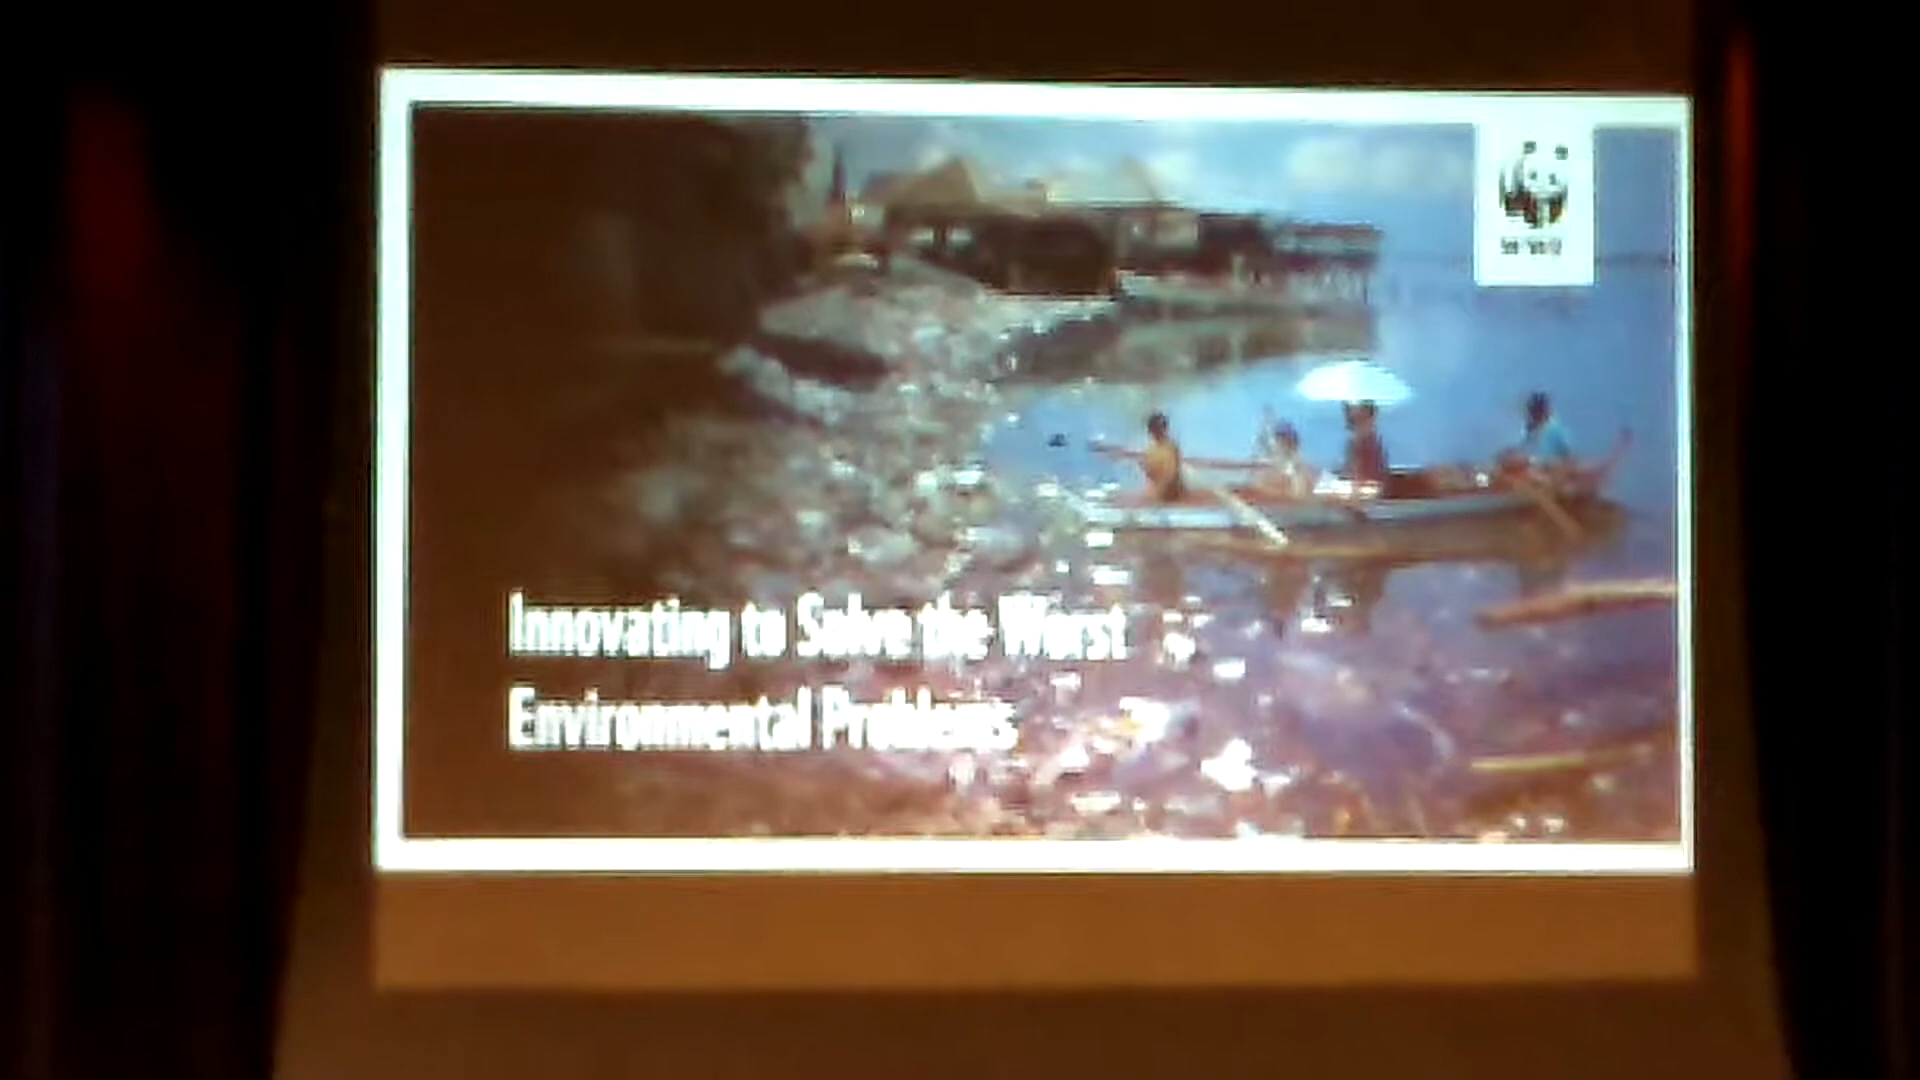 Innovating to Solve the Worst
Environmental Problems